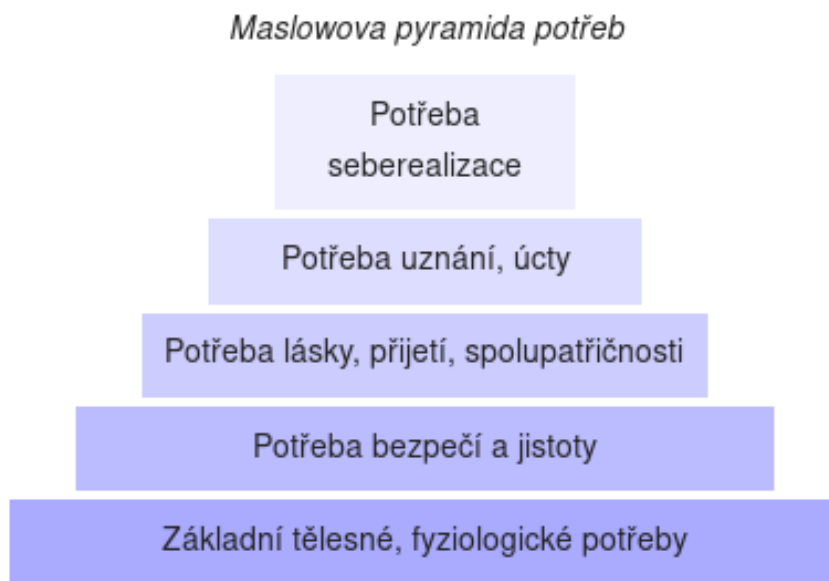 Maslowova pyramida potřeb
Potřeba
seberealizace
Potřeba uznání, úcty
Potřeba lásky, přijetí, spolupatřičnosti
Potřeba bezpečí a jistoty
Základní tělesné, fyziologické potřeby